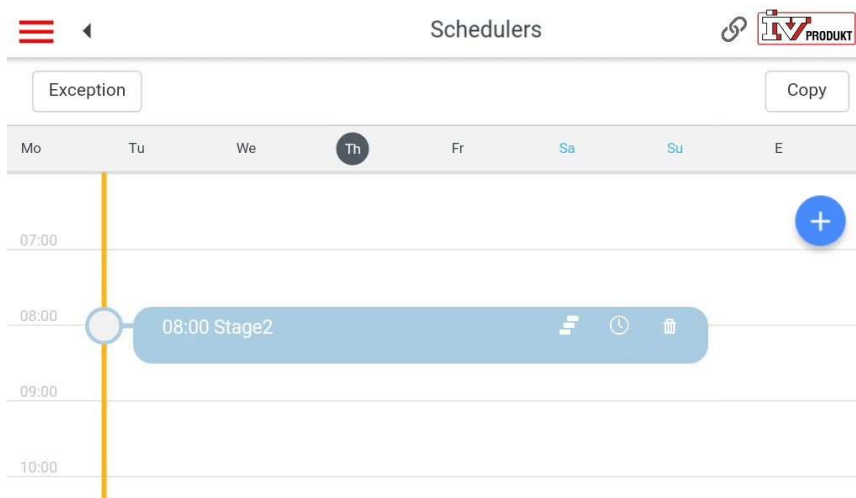 Schedulers
IV PRODUKT
Exception
Copy
Mo Tu We Th Fr Sa Su E
07:00
08:00
08:00 Stage2
09:00
10:00